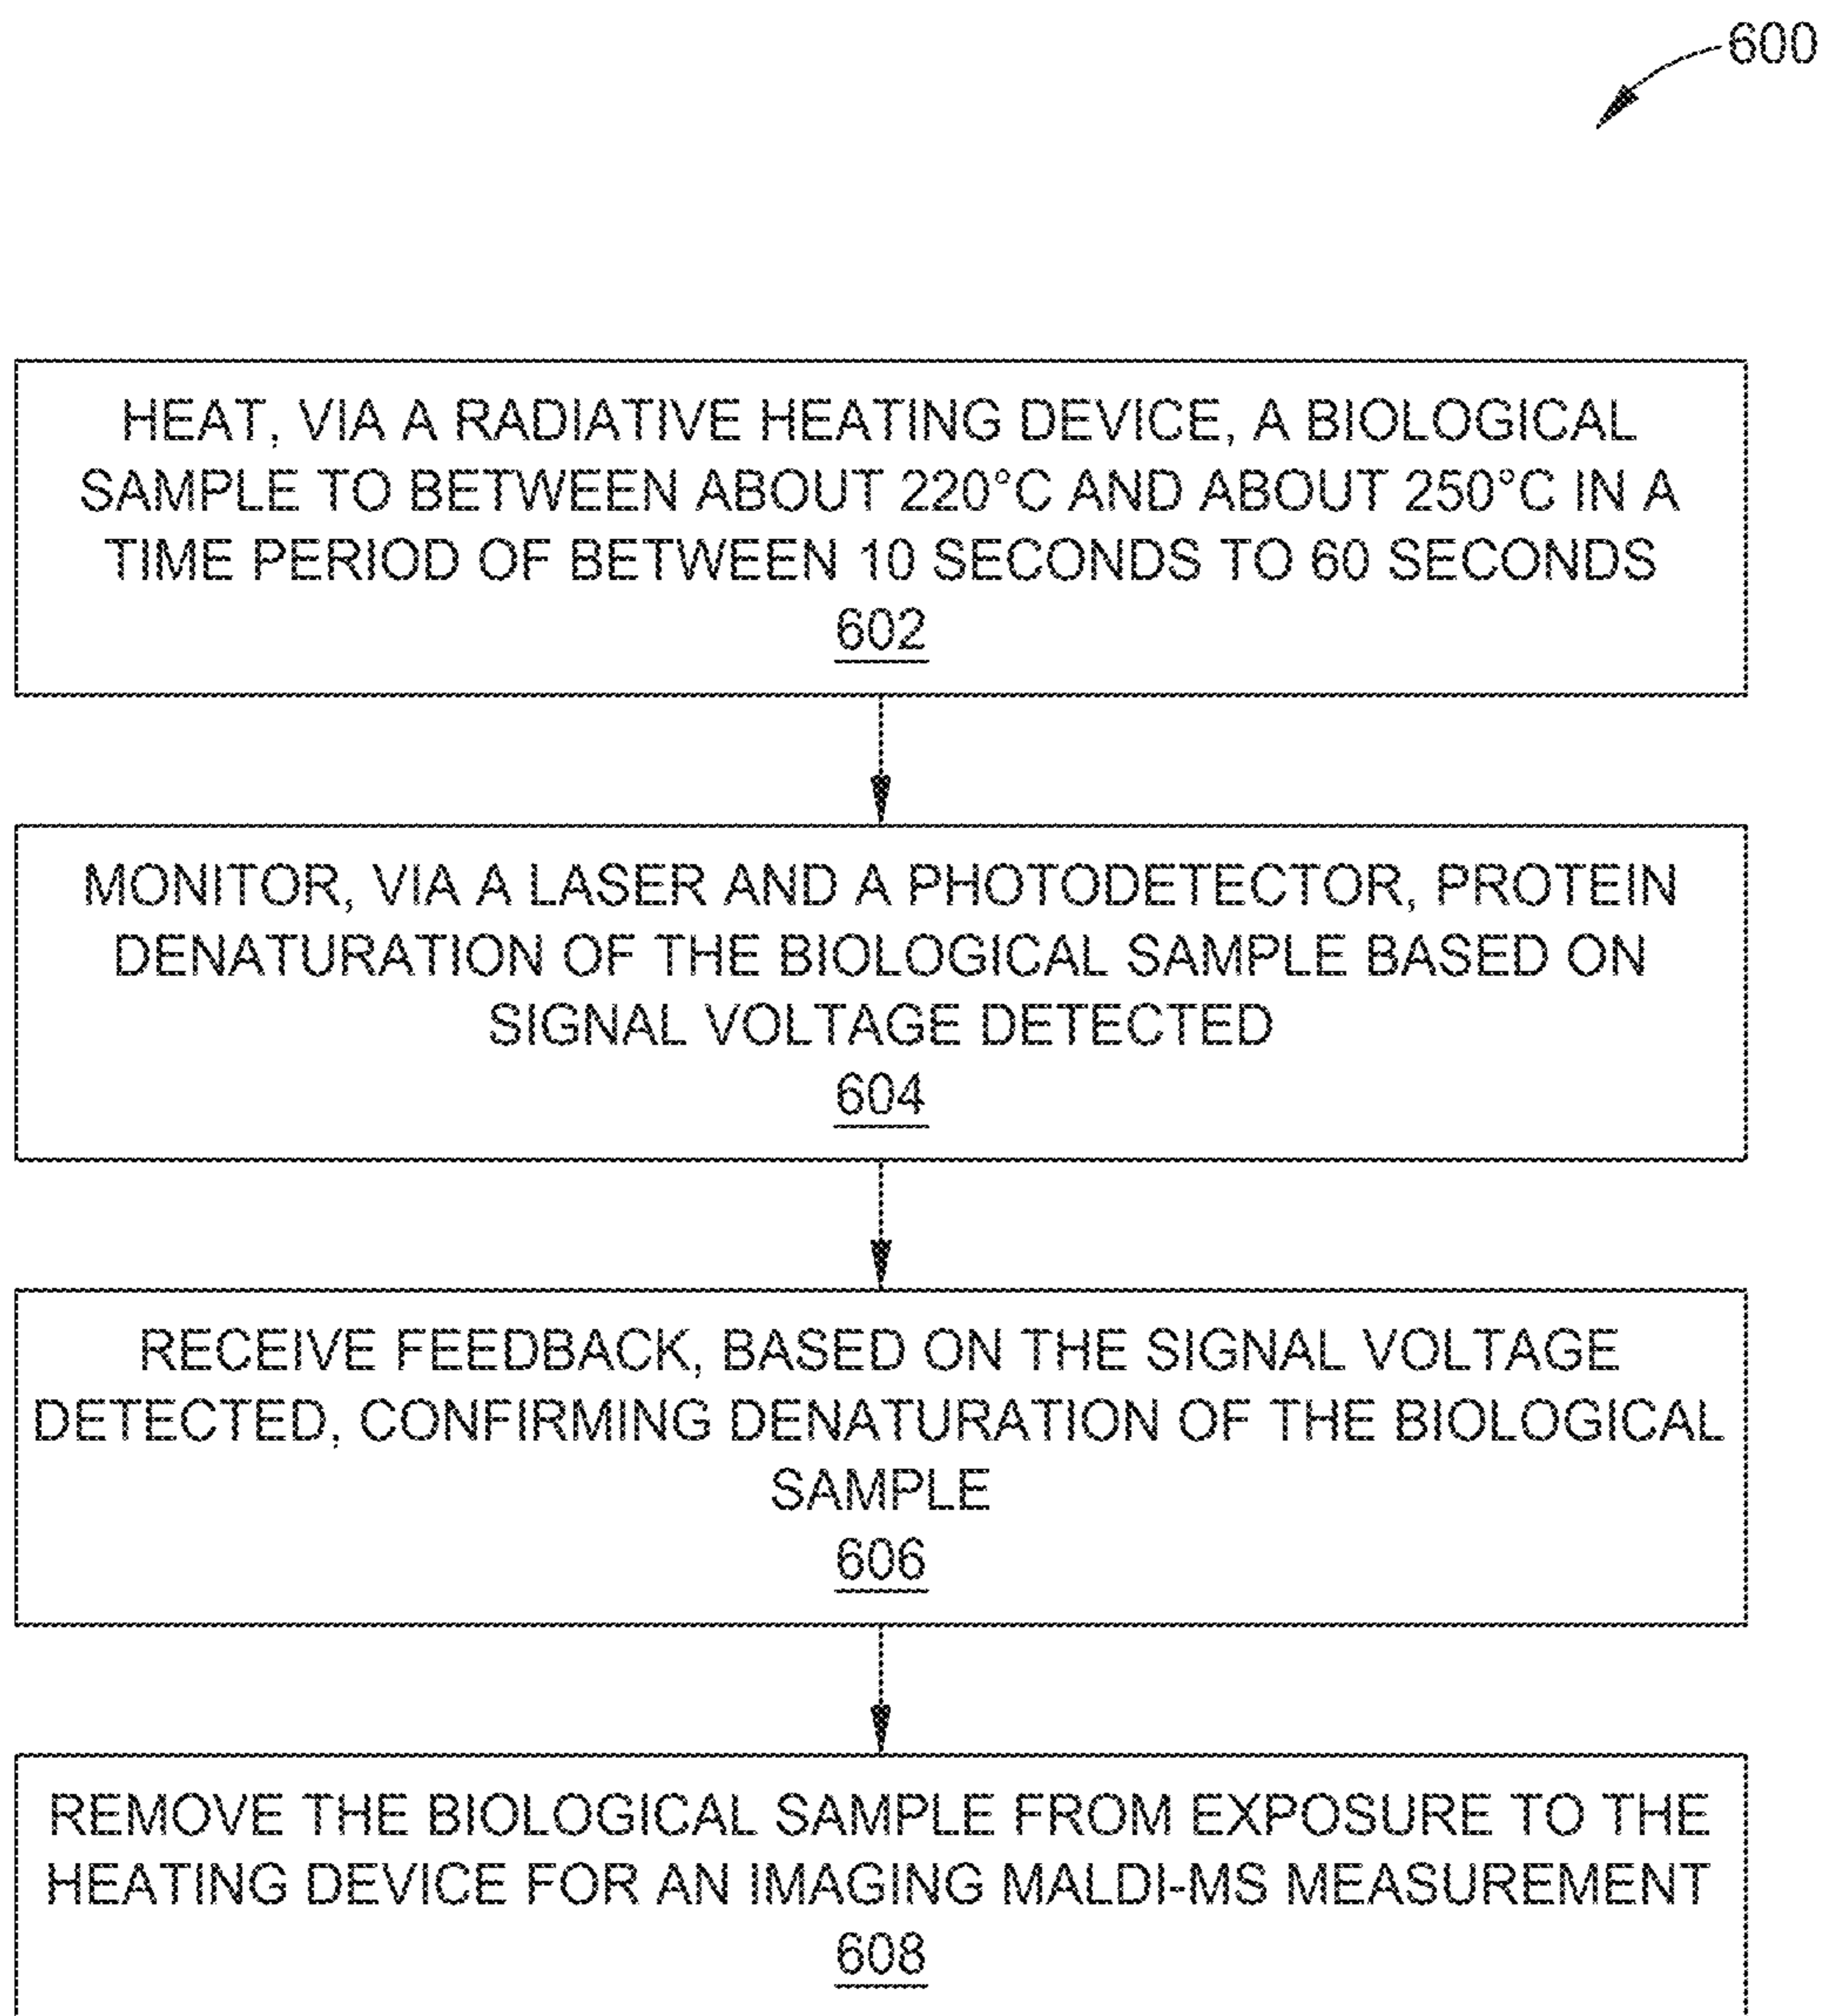 600
HEAT, VIA A RADIATIVE HEATING DEVICE, A BIOLOGICAL
SAMPLE TO BETWEEN ABOUT 220°C AND ABOUT 250°C IN A
TIME PERIOD OF BETWEEN 10 SECONDS TO 60 SECONDS
602
MONITOR, VIA A LASER AND A PHOTODETECTOR, PROTEIN
DENATURATION OF THE BIOLOGICAL SAMPLE BASED ON
SIGNAL VOLTAGE DETECTED
604
RECEIVE FEEDBACK, BASED ON THE SIGNAL VOLTAGE
DETECTED, CONFIRMING DENATURATION OF THE BIOLOGICAL
SAMPLE
606
REMOVE THE BIOLOGICAL SAMPLE FROM EXPOSURE TO THE
HEATING DEVICE FOR AN IMAGING MALDI-MS MEASUREMENT
608